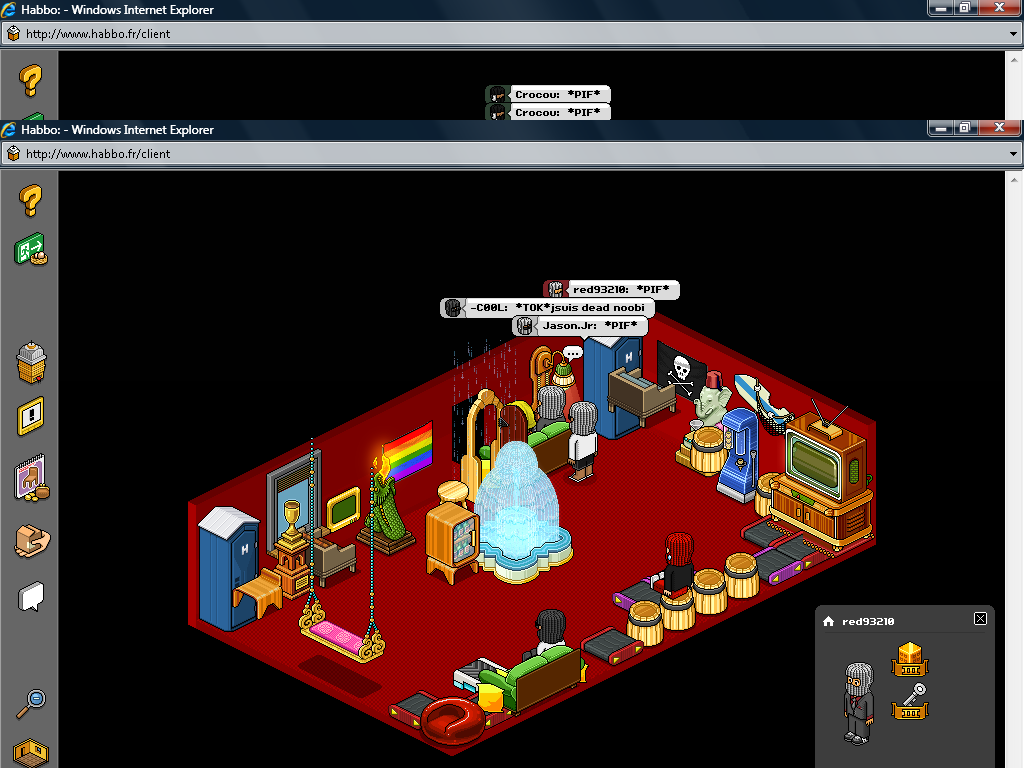 Habbo: - Windows Internet Explorer
http://www.habbo.fr/client
Crocou: *PIF*
Crocou: *PIF*
Habbo: - Windows Internet Explorer
http://www.habbo.fr/client
red93210: *PIF*
-C00L: *TOK*jsuis dead noobi
Jason.Jr: *PIF*
H
H
red93210